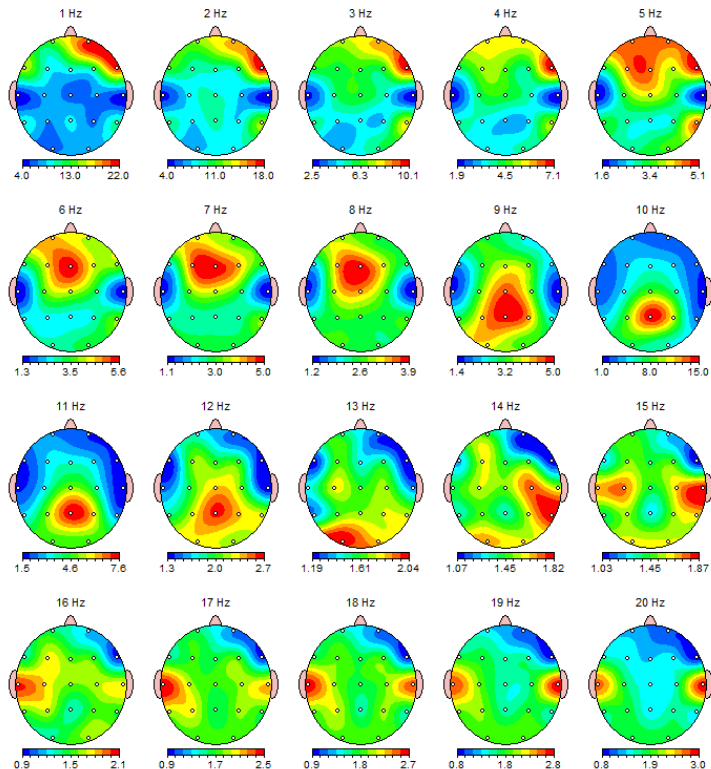 1 Hz 2 Hz 3 Hz 4 Hz 5 Hz
4.0 13.0 22.0 4.0 11.0 18.0 2.5 6.3 10.1 1.9 4.5 7.1 1.6 3.4 5.1
6 Hz 7 Hz 8 Hz 9 Hz 10 Hz
1.3 3.5 5.6 1.1 3.0 5.0 1.2 2.6 3.9 1.4 3.2 5.0 1.0 8.0 15.0
11 Hz 12 Hz 13 Hz 14 Hz 15 Hz
1.5 4.6 7.6 1.3 2.0 2.7 1.19 1.61 2.04 1.07 1.45 1.82 1.03 1.45 1.87
16 Hz 17 Hz 18 Hz 19 Hz 20 Hz
0.9 1.5 2.1 0.9 1.7 2.5 0.9 1.8 2.7 0.8 1.8 2.8 0.8 1.9 3.0